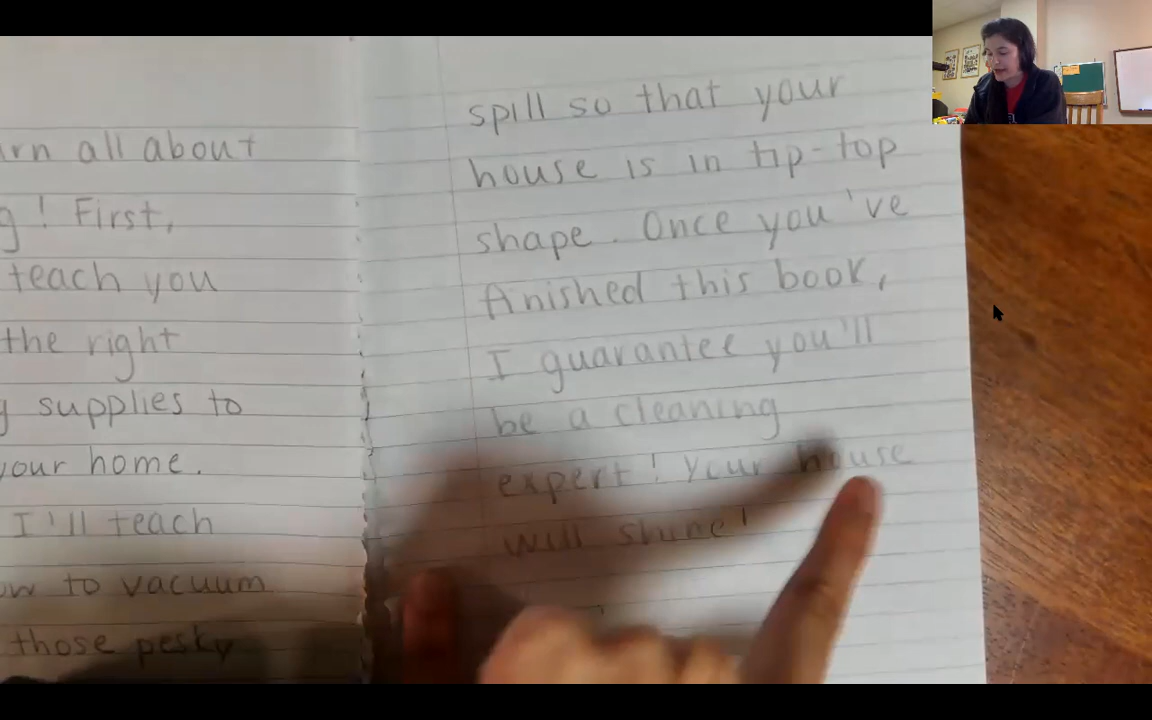 rn all about
g! First,
teach you
the right
g supplies to
your home.
I'll teach
ow to vacuum
those pesky
spill so that your
house is in tip-top
shape. Once you've
finished this book,
I guarantee you'll
be a cleaning
expert! Your house
will shine!